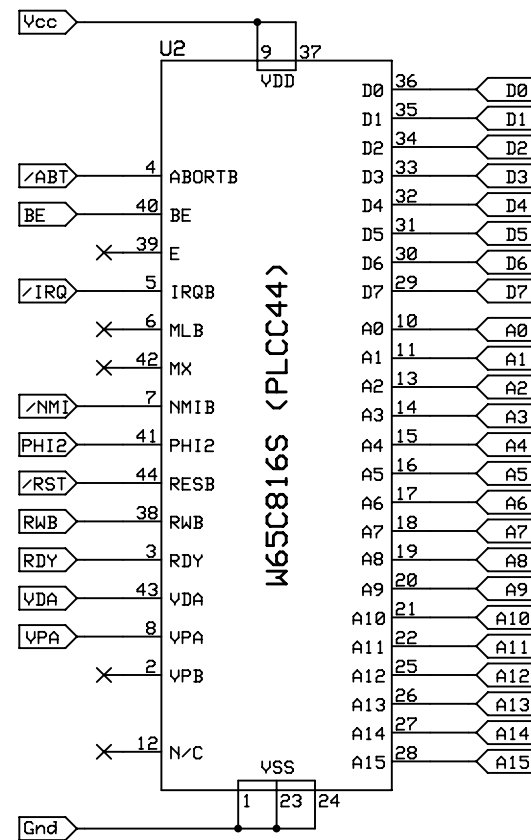 Vcc
U2
9 37
VDD
D0 36 D0
D1 35 D1
D2 34 D2
/ABT 4 ABORTB D3 33 D3
D4 32 D4
BE 40 BE D5 31 D5
39 E D6 30 D6
/IRQ 5 IRQB D7 29 D7
6 MLB A0 10 A0
A1 11 A1
42 MX A2 13 A2
/NMI 7 NMIB A3 14 A3
PHI2 41 PHI2 A4 15 A4
A5 16 A5
/RST 44 RESB A6 17 A6
RWB 38 RWB A7 18 A7
RDY 3 RDY A8 19 A8
VDA 43 VDA A9 20 A9
A10 21 A10
VPA 8 VPA A11 22 A11
2 VPB A12 25 A12
A13 26 A13
A14 27 A14
12 N/C A15 28 A15
W65C816S (PLCC44)
VSS
1 23 24
Gnd